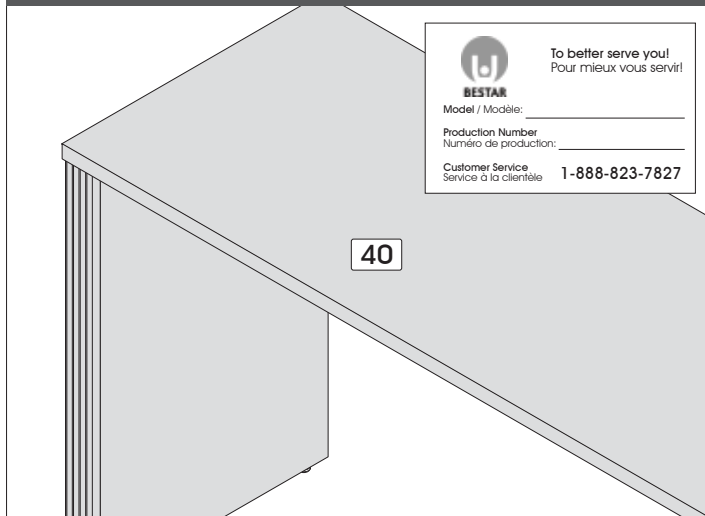 To better serve you!
Pour mieux vous servir!
BESTAR
Model / Modèle:
Production Number
Numéro de production:
Customer Service
Service à la clientèle
1-888-823-7827
40